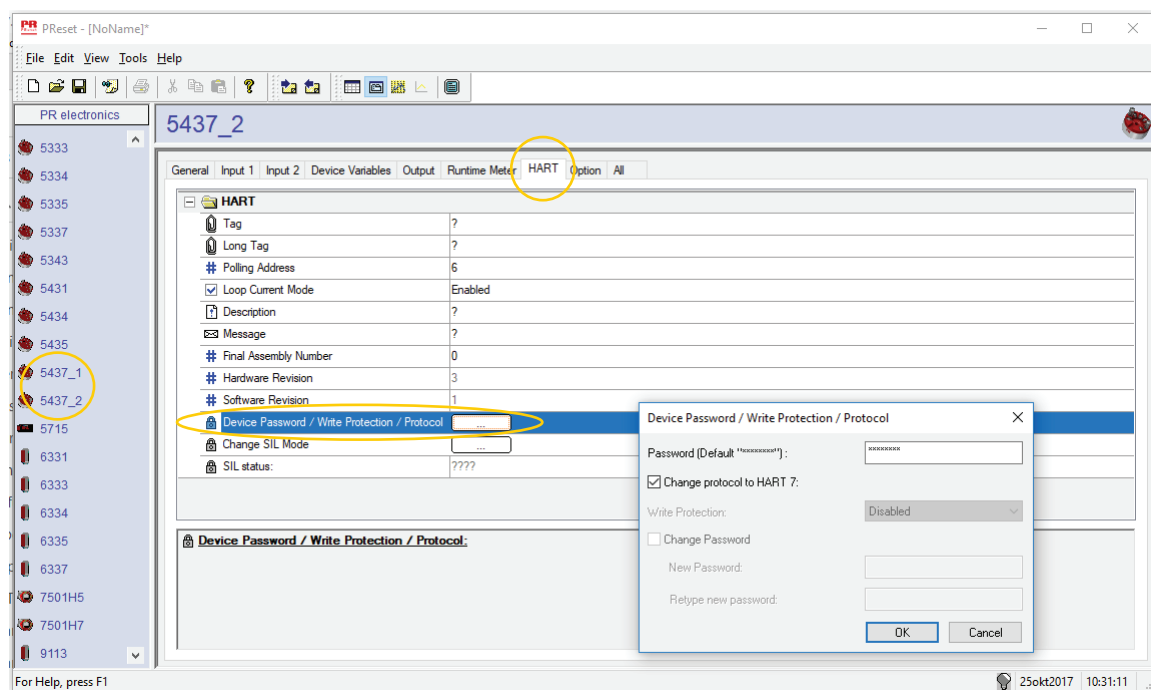 PR PReset - [NoName]*
File Edit View Tools Help
PR electronics
5333
5334
5335
5337
5343
5431
5434
5435
5437_1
5437_2
5715
6331
6333
6334
6335
6337
7501H5
7501H7
9113
5437_2
General Input 1 Input 2 Device Variables Output Runtime Meter HART Option All
HART
Tag ?
Long Tag ?
# Polling Address 6
Loop Current Mode Enabled
Description ?
Message ?
# Final Assembly Number 0
# Hardware Revision 3
# Software Revision 1
Device Password / Write Protection / Protocol ...
Change SIL Mode ...
SIL status: ????
Device Password / Write Protection / Protocol:
Device Password / Write Protection / Protocol
Password (Default "********") : ********
Change protocol to HART 7:
Write Protection: Disabled
Change Password
New Password:
Retype new password:
OK Cancel
For Help, press F1 25okt2017 10:31:11